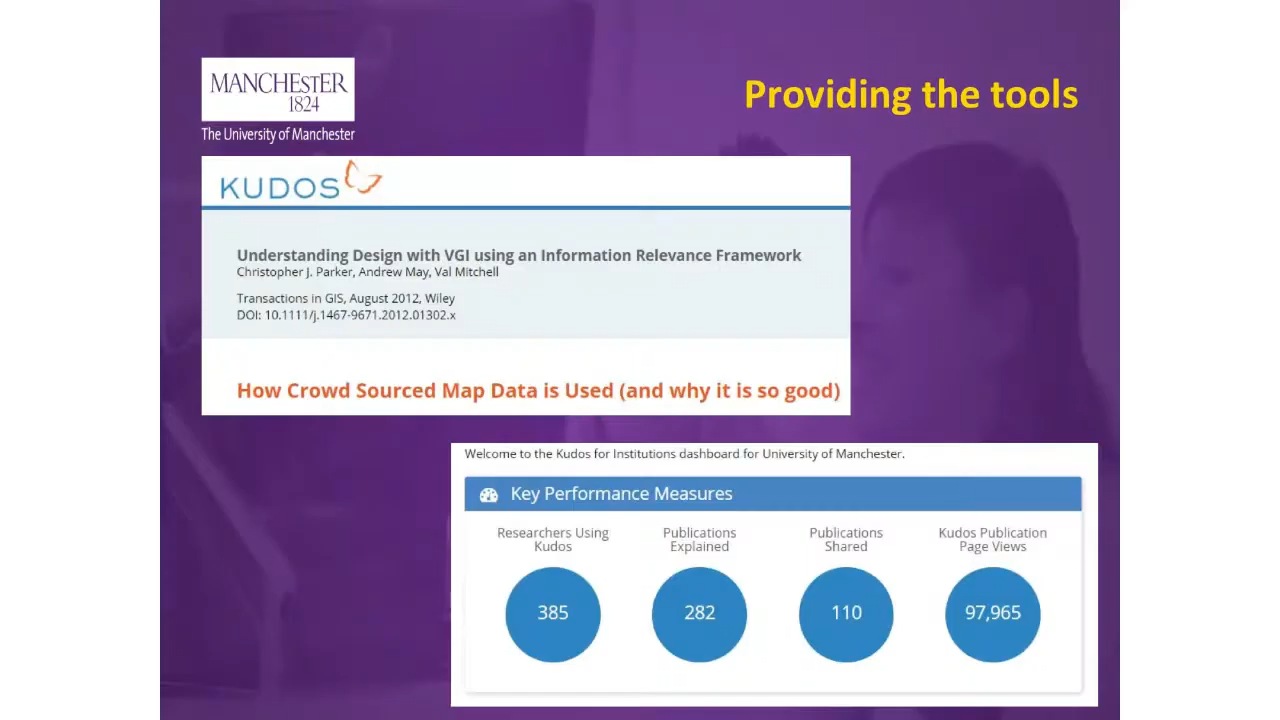 MANCHESTER
1824
The University of Manchester
Providing the tools
KUDOS
Understanding Design with VGI using an Information Relevance Framework
Christopher J. Parker, Andrew May, Val Mitchell
Transactions in GIS, August 2012, Wiley
DOI: 10.1111/j.1467-9671.2012.01302.x
How Crowd Sourced Map Data is Used (and why it is so good)
Welcome to the Kudos for Institutions dashboard for University of Manchester.
Key Performance Measures
Researchers Using
Kudos
385
Publications
Explained
282
Publications
Shared
110
Kudos Publication
Page Views
97,965